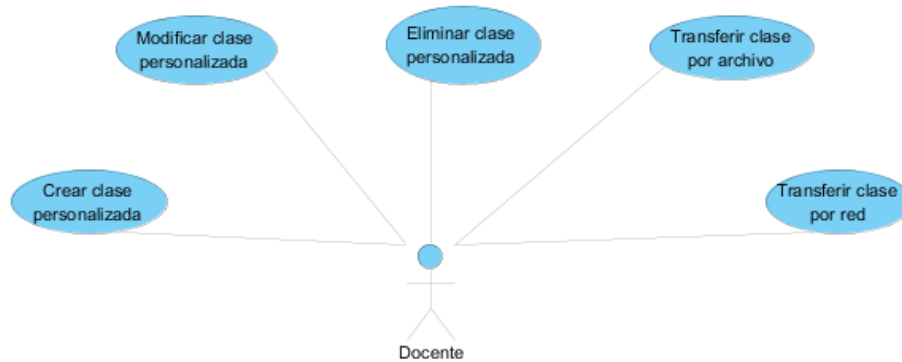 Modificar clase
personalizada
Eliminar clase
personalizada
Transferir clase
por archivo
Crear clase
personalizada
Transferir clase
por red
Docente